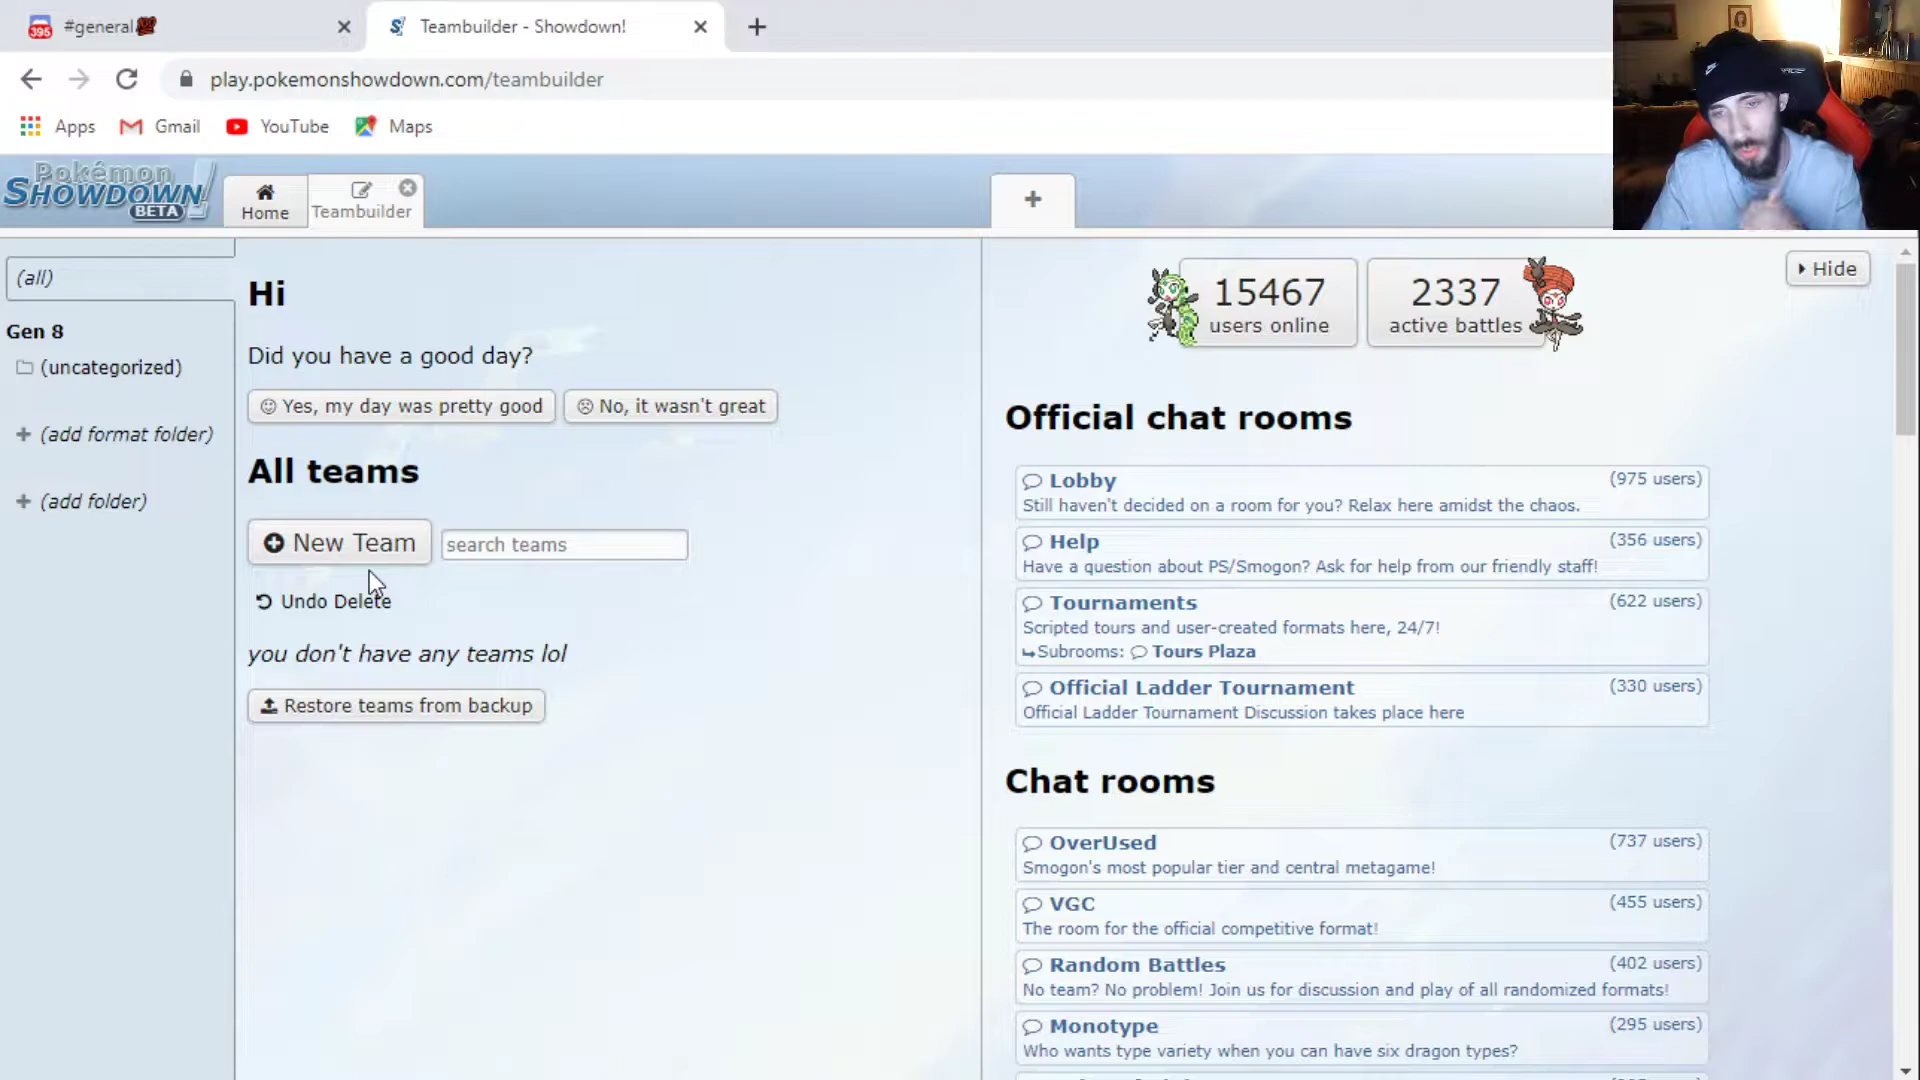 395 #general💯
Teambuilder - Showdown!
play.pokemonshowdown.com/teambuilder
Apps
Gmail
YouTube
Maps
Pokémon
SHOWDOWN!
BETA
Home
Teambuilder
(all)
Gen 8
(uncategorized)
(add format folder)
(add folder)
Hi
Did you have a good day?
Yes, my day was pretty good
No, it wasn't great
All teams
New Team
search teams
Undo Delete
you don't have any teams lol
Restore teams from backup
15467
users online
2337
active battles
Hide
Official chat rooms
Lobby (975 users)
Still haven't decided on a room for you? Relax here amidst the chaos.
Help (356 users)
Have a question about PS/Smogon? Ask for help from our friendly staff!
Tournaments (622 users)
Scripted tours and user-created formats here, 24/7!
Subrooms: Tours Plaza
Official Ladder Tournament (330 users)
Official Ladder Tournament Discussion takes place here
Chat rooms
OverUsed (737 users)
Smogon's most popular tier and central metagame!
VGC (455 users)
The room for the official competitive format!
Random Battles (402 users)
No team? No problem! Join us for discussion and play of all randomized formats!
Monotype (295 users)
Who wants type variety when you can have six dragon types?